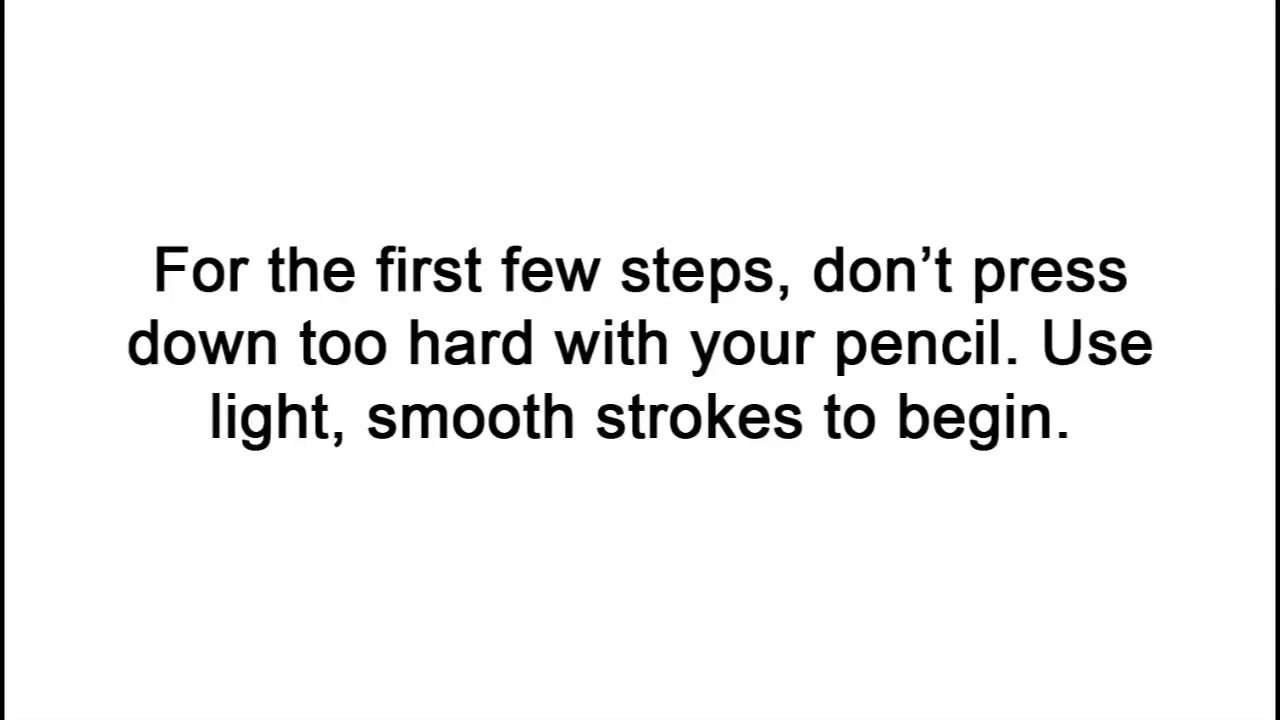 For the first few steps, don’t press
down too hard with your pencil. Use
light, smooth strokes to begin.